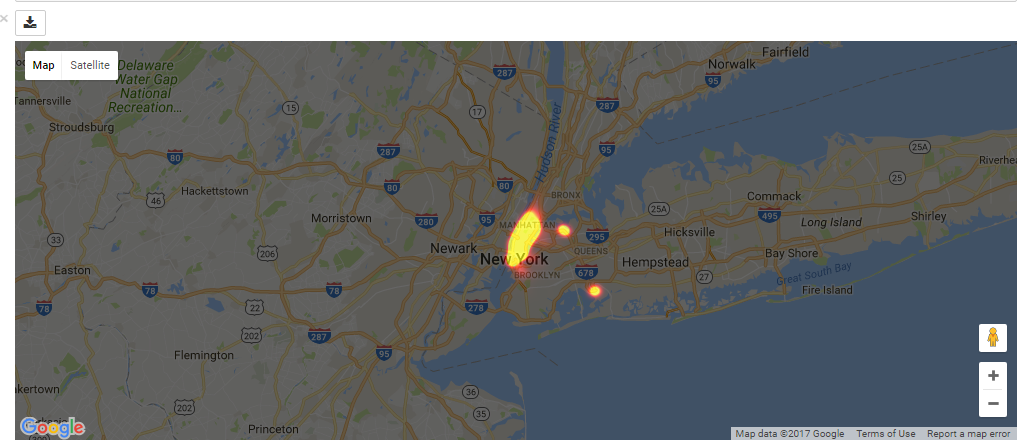 Fairfield
Map
Satellite
Delaware
Water Gap
National
Recreation...
287
Norwalk
95
Tannersville
15
17
287
Stroudsburg
Hudson River
287
95
25A
80
Riverhe
80
80
25
Hackettstown
46
BRONX
Commack
Morristown
280
95
25A
495
Shirley
MANHATTAN
Long Island
33
206
Newark
295
Hicksville
New York
QUEENS
Bay Shore
Easton
BROOKLYN
678
Hempstead
27
Great South Bay
78
78
78
Fire Island
22
278
202
287
Flemington
95
kertown
36
202
35
Google
Princeton
Map data ©2017 Google
Terms of Use
Report a map error